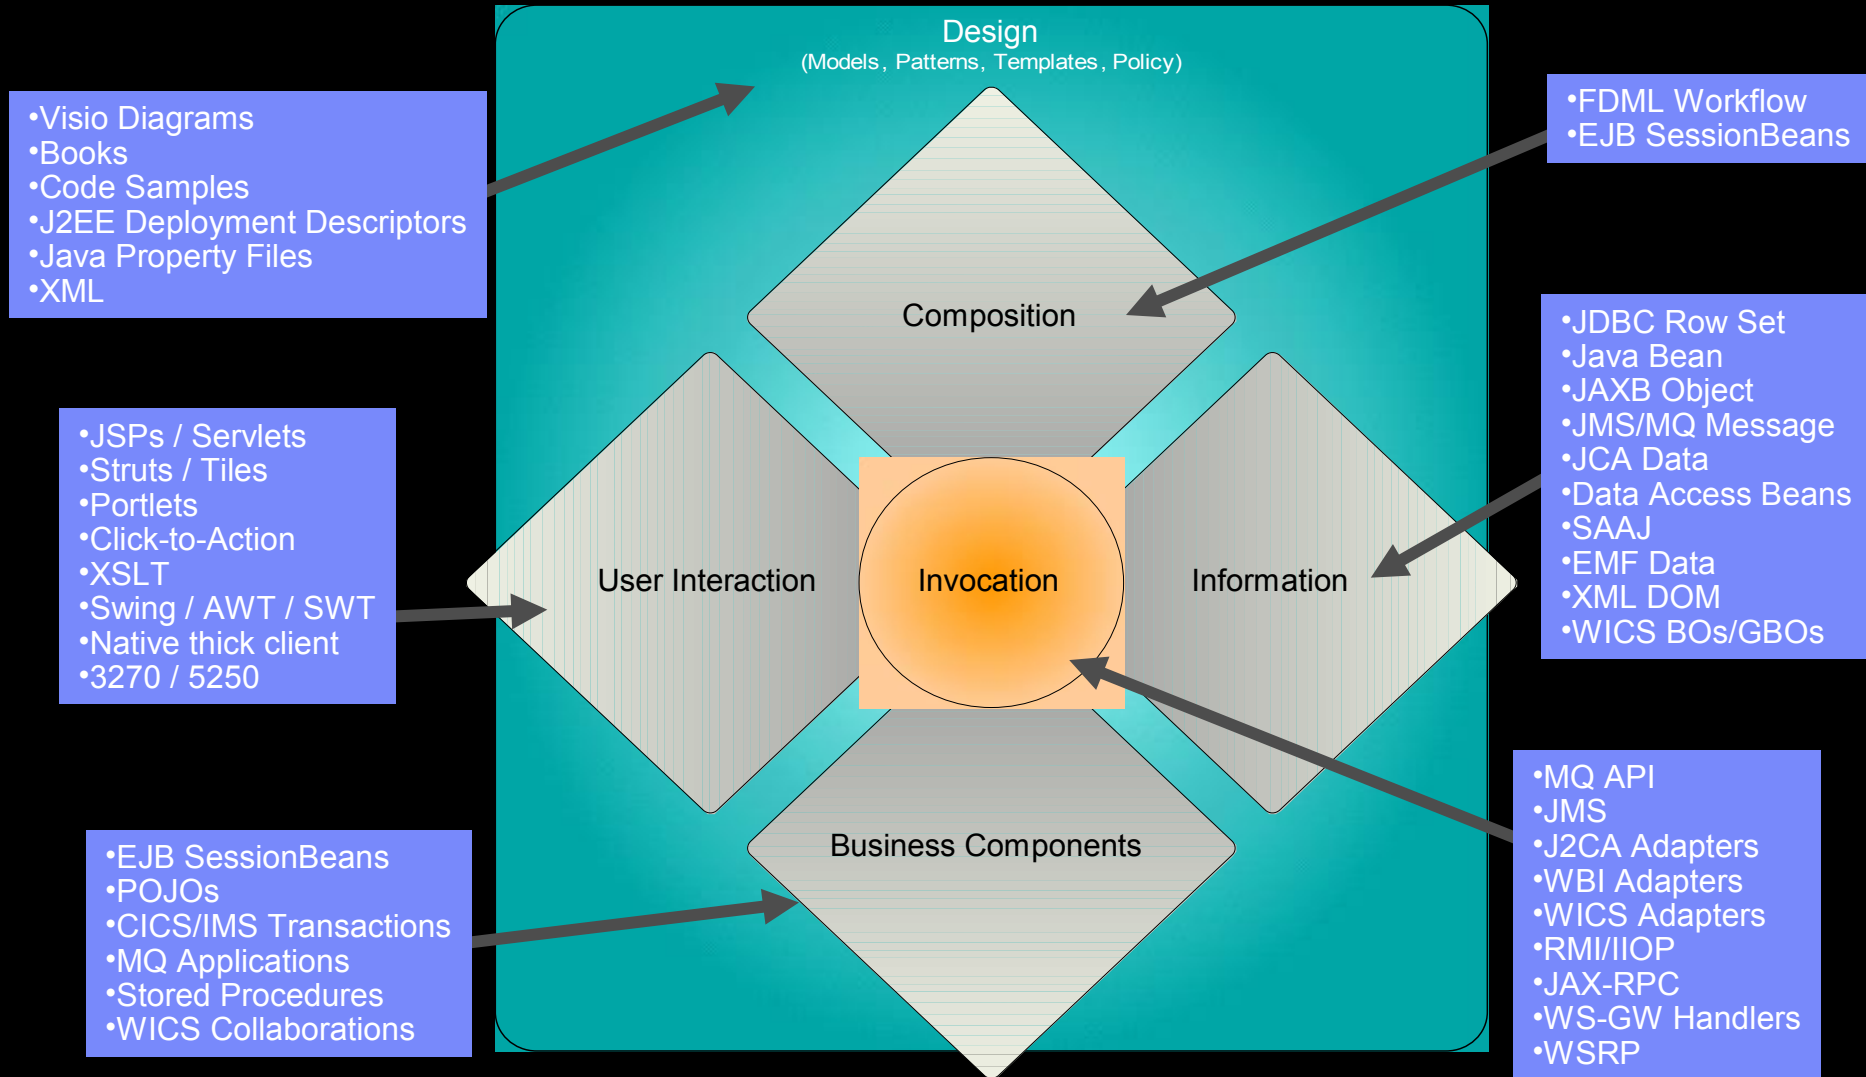 Design
(Models, Patterns, Templates, Policy)
•Visio Diagrams
•Books
•Code Samples
•J2EE Deployment Descriptors
•Java Property Files
•XML
•FDML Workflow
•EJB SessionBeans
Composition
•JDBC Row Set
•Java Bean
•JAXB Object
•JMS/MQ Message
•JCA Data
•Data Access Beans
•SAAJ
•EMF Data
•XML DOM
•WICS BOs/GBOs
•JSPs / Servlets
•Struts / Tiles
•Portlets
•Click-to-Action
•XSLT
•Swing / AWT / SWT
•Native thick client
•3270 / 5250
User Interaction
Invocation
Information
Business Components
•EJB SessionBeans
•POJOs
•CICS/IMS Transactions
•MQ Applications
•Stored Procedures
•WICS Collaborations
•MQ API
•JMS
•J2CA Adapters
•WBI Adapters
•WICS Adapters
•RMI/IIOP
•JAX-RPC
•WS-GW Handlers
•WSRP